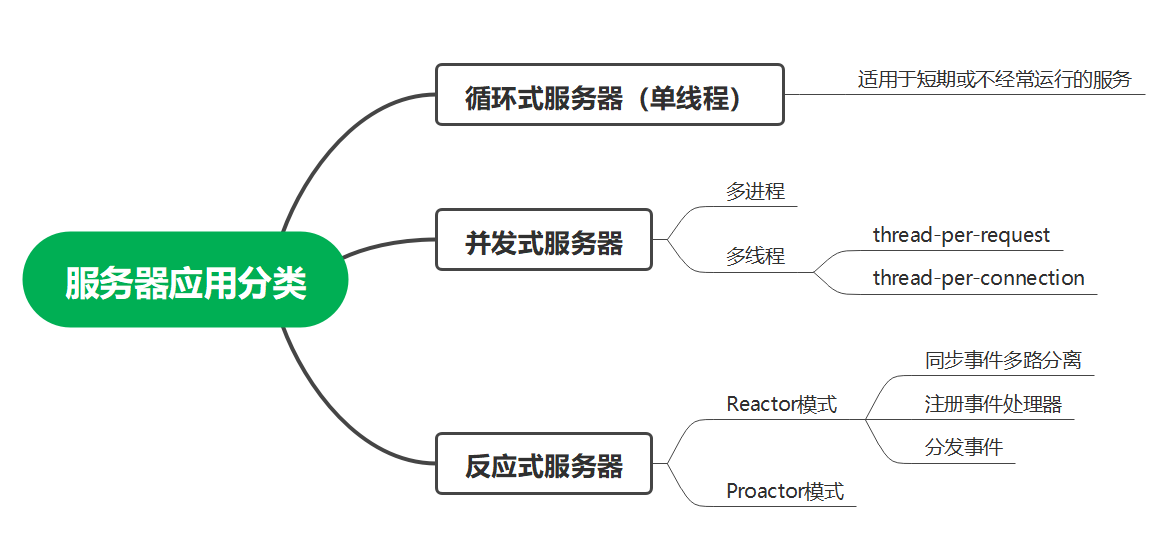 服务器应用分类
循环式服务器（单线程）
适用于短期或不经常运行的服务
并发式服务器
多进程
多线程
thread-per-request
thread-per-connection
反应式服务器
Reactor模式
同步事件多路分离
注册事件处理器
分发事件
Proactor模式